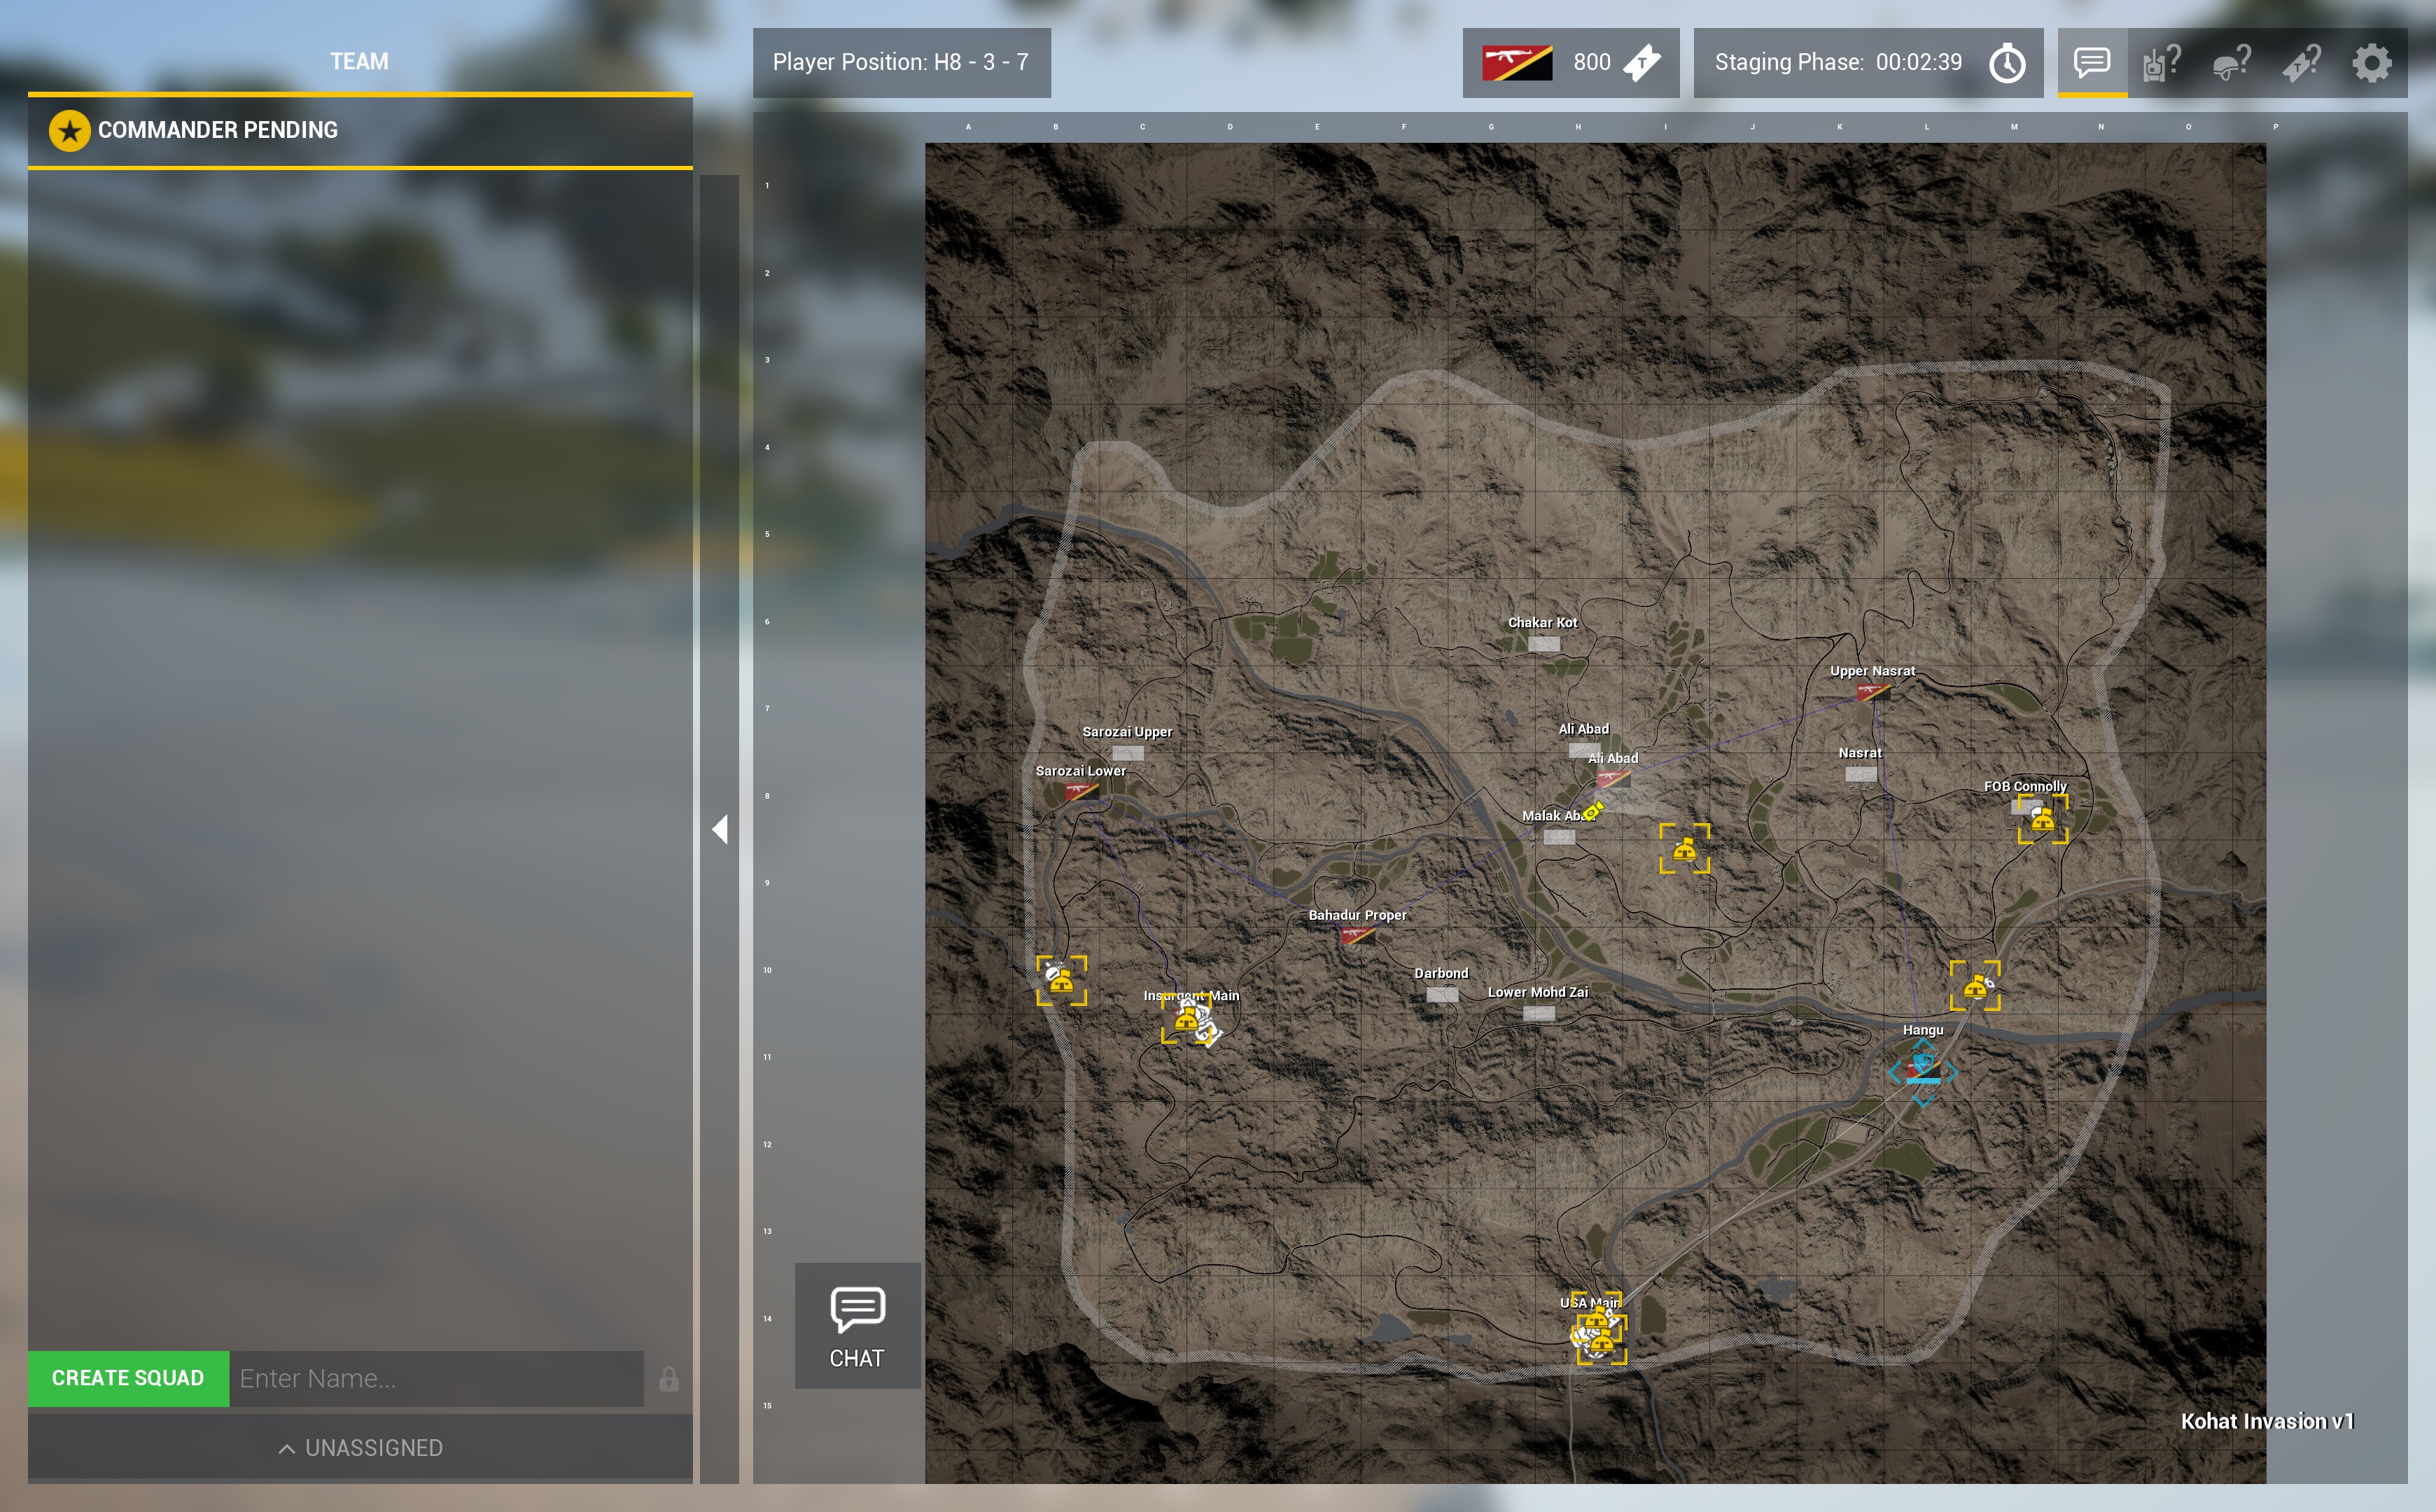 TEAM
Player Position: H8 - 3 - 7
800
T
Staging Phase: 00:02:39
COMMANDER PENDING
A B C D E F G H I J K L M N O P
1
2
3
4
5
6
7
8
9
10
11
12
13
14
15
Chakar Kot
Upper Nasrat
Sarozai Upper
Ali Abad
Nasrat
Ali Abad
Sarozai Lower
FOB Connolly
Malak
Bahadur Proper
Darbond
Lower Mohd Zai
Insurgent Main
Hangu
USA Main
CHAT
CREATE SQUAD
Enter Name...
UNASSIGNED
Kohat Invasion v1